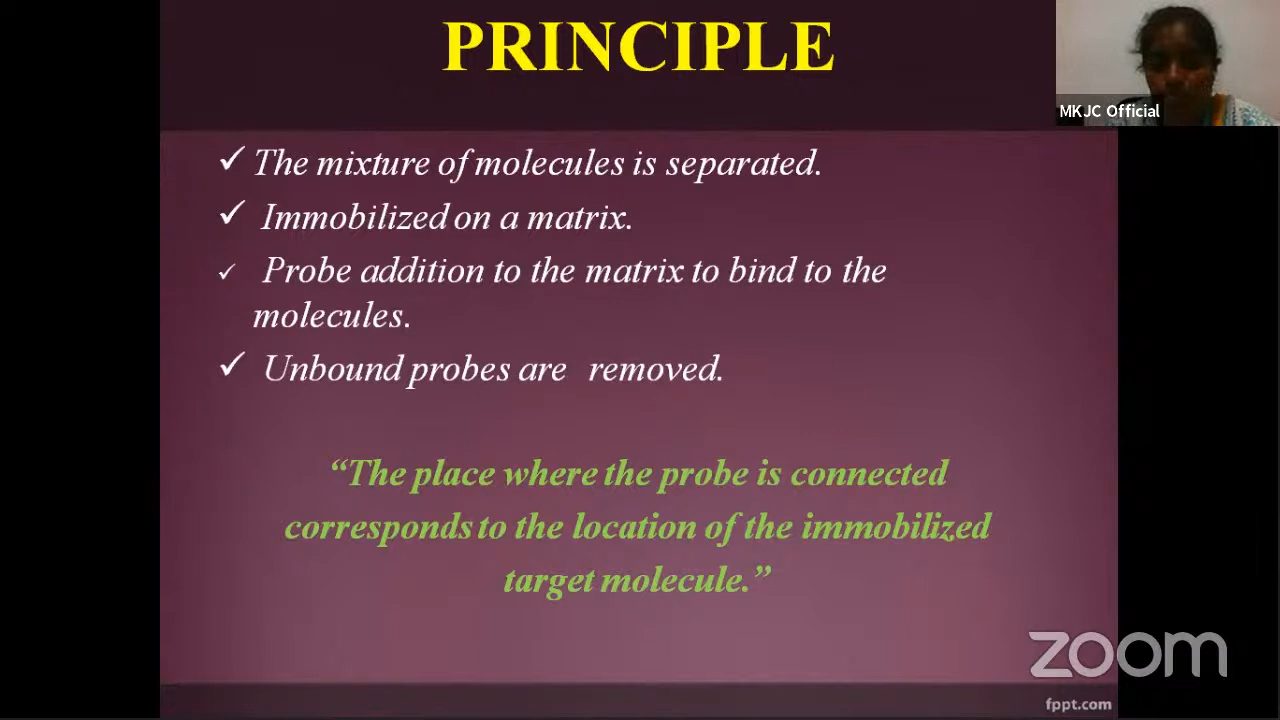 PRINCIPLE
MKJC Official
✓ The mixture of molecules is separated.
✓ Immobilized on a matrix.
✓ Probe addition to the matrix to bind to the
molecules.
✓ Unbound probes are removed.
“The place where the probe is connected
corresponds to the location of the immobilized
target molecule.”
zoom
fppt.com